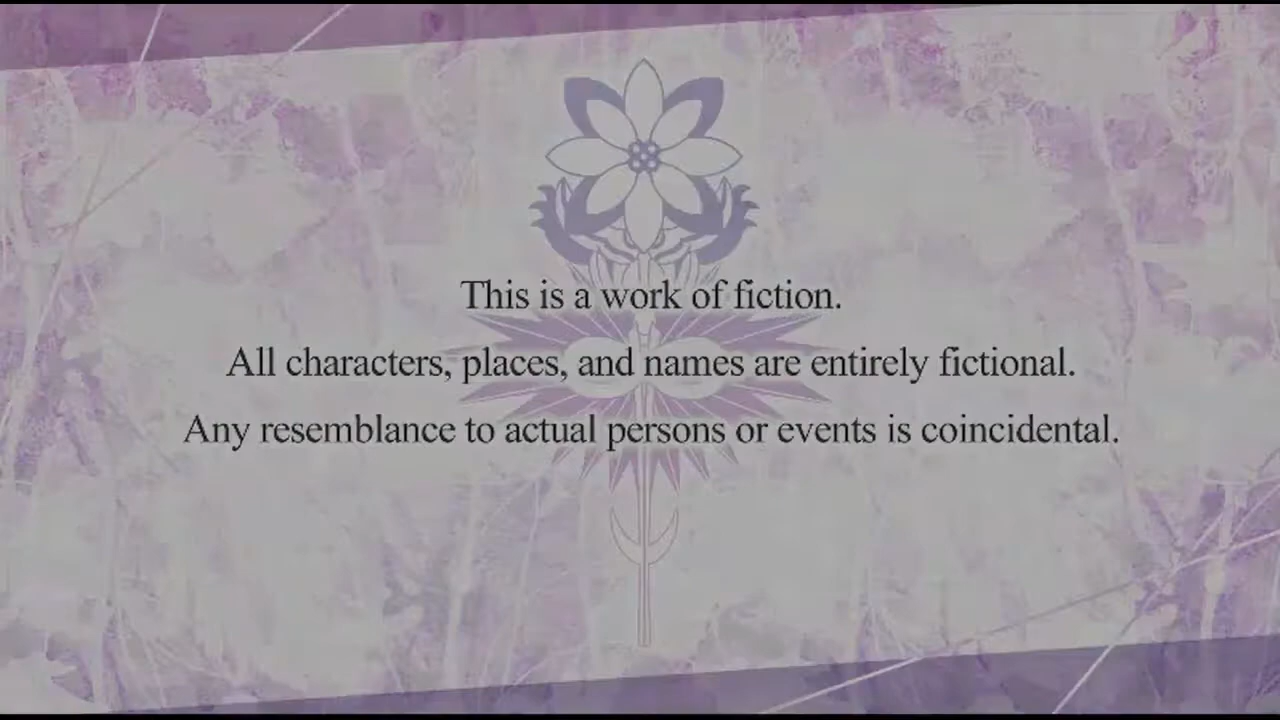 This is a work of fiction.
All characters, places, and names are entirely fictional.
Any resemblance to actual persons or events is coincidental.